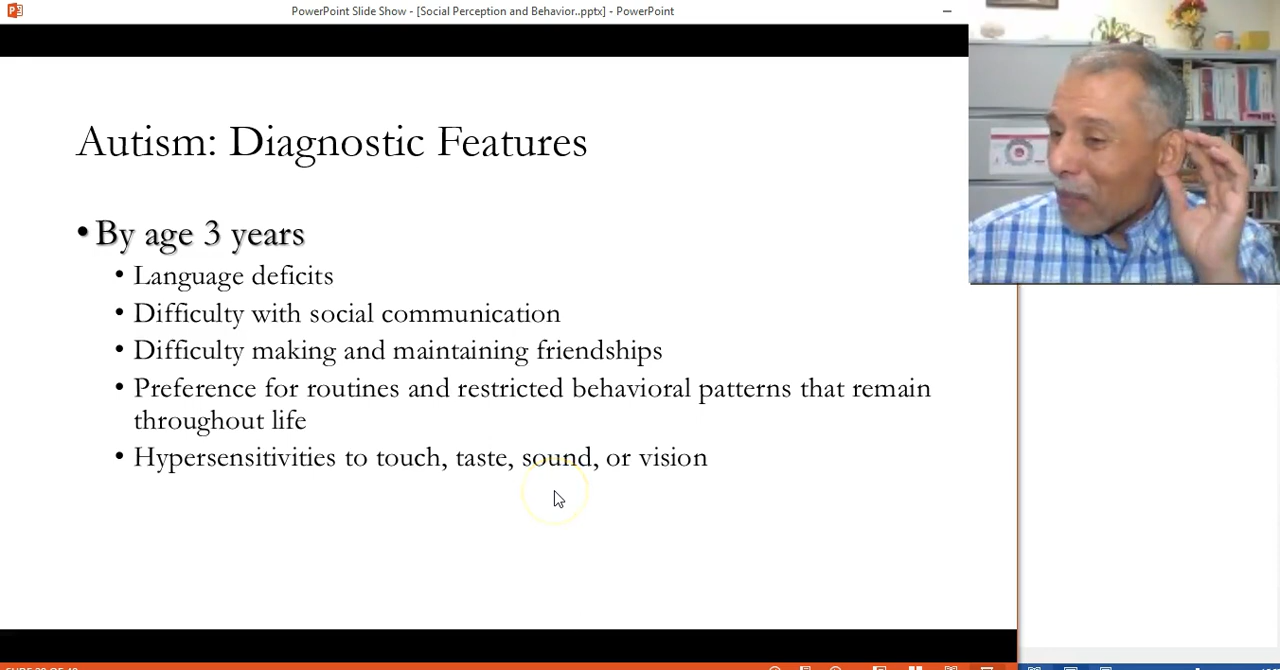 PowerPoint Slide Show - [Social Perception and Behavior..pptx] - PowerPoint
Autism: Diagnostic Features
•By age 3 years
• Language deficits
• Difficulty with social communication
• Difficulty making and maintaining friendships
• Preference for routines and restricted behavioral patterns that remain
throughout life
• Hypersensitivities to touch, taste, sound, or vision